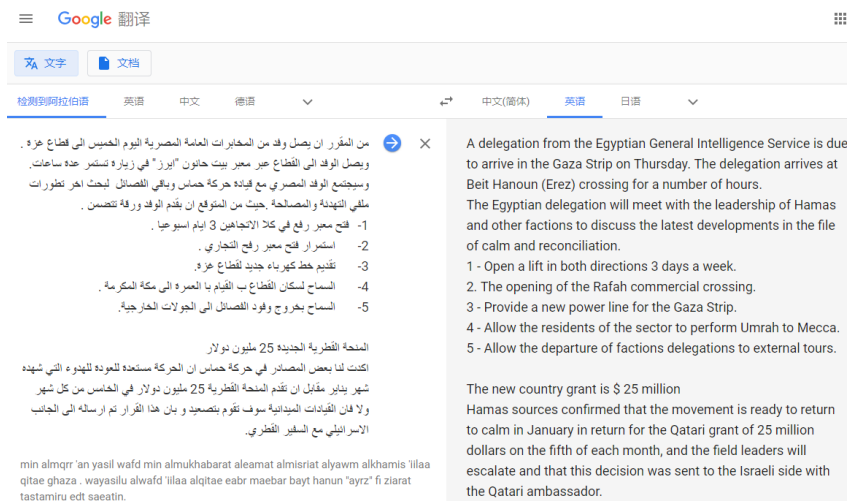 Google 翻译
文字
文档
检测到阿拉伯语 英语 中文 德语
中文(简体) 英语 日语
من المقرر ان يصل وفد من المخابرات العامة المصرية اليوم الخميس الى قطاع غزة .
ويصل الوفد الى القطاع عبر معبر بيت حانون "ايرز" في زيارة تستمر عدة ساعات.
وسيجتمع الوفد المصري مع قيادة حركة حماس وباقي الفصائل لبحث اخر تطورات
ملفي التهدئة والمصالحة .حيث من المتوقع ان يقدم الوفد ورقة تتضمن .
1- فتح معبر رفع في كلا الاتجاهين 3 ايام اسبوعيا .
2- استمرار فتح معبر رفح التجاري .
3- تقديم خط كهرباء جديد لقطاع غزة.
4- السماح لسكان القطاع ب القيام با العمرة الى مكة المكرمة .
5- السماح بخروج وفود الفصائل الى الجولات الخارجية.
المنحة القطرية الجديدة 25 مليون دولار
اكدت لنا بعض المصادر في حركة حماس ان الحركة مستعدة للعودة للهدوء التي شهده
شهر يناير مقابل ان تقدم المنحة القطرية 25 مليون دولار في الخامس من كل شهر
ولا فان القيادات الميدانية سوف تقوم بتصعيد و بان هذا القرار تم ارساله الى الجانب
الاسرائيلي مع السفير القطري.
min almqrr 'an yasil wafd min almukhabarat aleamat almisriat alyawm alkhamis 'iilaa
qitae ghaza . wayasilu alwafd 'iilaa alqitae eabr maebar bayt hanun "ayrz" fi ziarat
tastamiru edt saeatin.
A delegation from the Egyptian General Intelligence Service is due
to arrive in the Gaza Strip on Thursday. The delegation arrives at
Beit Hanoun (Erez) crossing for a number of hours.
The Egyptian delegation will meet with the leadership of Hamas
and other factions to discuss the latest developments in the file
of calm and reconciliation.
1 - Open a lift in both directions 3 days a week.
2. The opening of the Rafah commercial crossing.
3 - Provide a new power line for the Gaza Strip.
4 - Allow the residents of the sector to perform Umrah to Mecca.
5 - Allow the departure of factions delegations to external tours.
The new country grant is $ 25 million
Hamas sources confirmed that the movement is ready to return
to calm in January in return for the Qatari grant of 25 million
dollars on the fifth of each month, and the field leaders will
escalate and that this decision was sent to the Israeli side with
the Qatari ambassador.